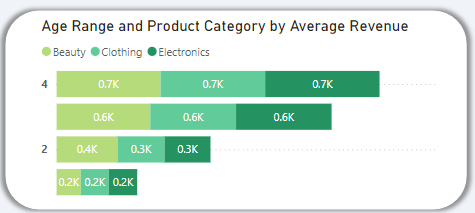 Age Range and Product Category by Average Revenue
Beauty Clothing Electronics
4 0.7K 0.7K 0.7K
0.6K 0.6K 0.6K
2 0.4K 0.3K 0.3K
0.2K 0.2K 0.2K